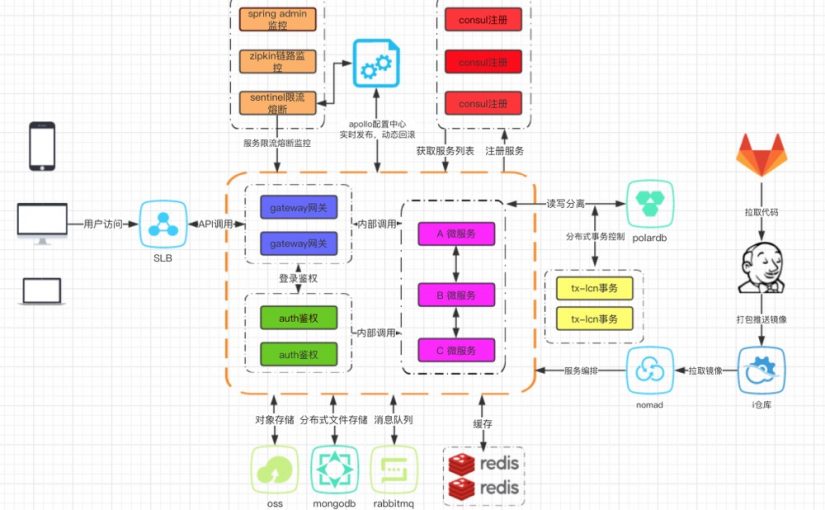 spring admin
监控
zipkin链路监
控
sentinel限流
熔断
服务限流熔断监控
apollo配置中心
实时发布，动态回滚
consul注册
consul注册
consul注册
获取服务列表
注册服务
用户访问
SLB
API调用
gateway网关
gateway网关
登录鉴权
auth鉴权
auth鉴权
内部调用
内部调用
A 微服务
B 微服务
C 微服务
读写分离
polardb
分布式事务控制
tx-lcn事务
tx-lcn事务
拉取代码
打包推送镜像
服务编排
nomad
拉取镜像
i仓库
对象存储
分布式文件存储
消息队列
缓存
oss
mongodb
rabbitmq
redis
redis